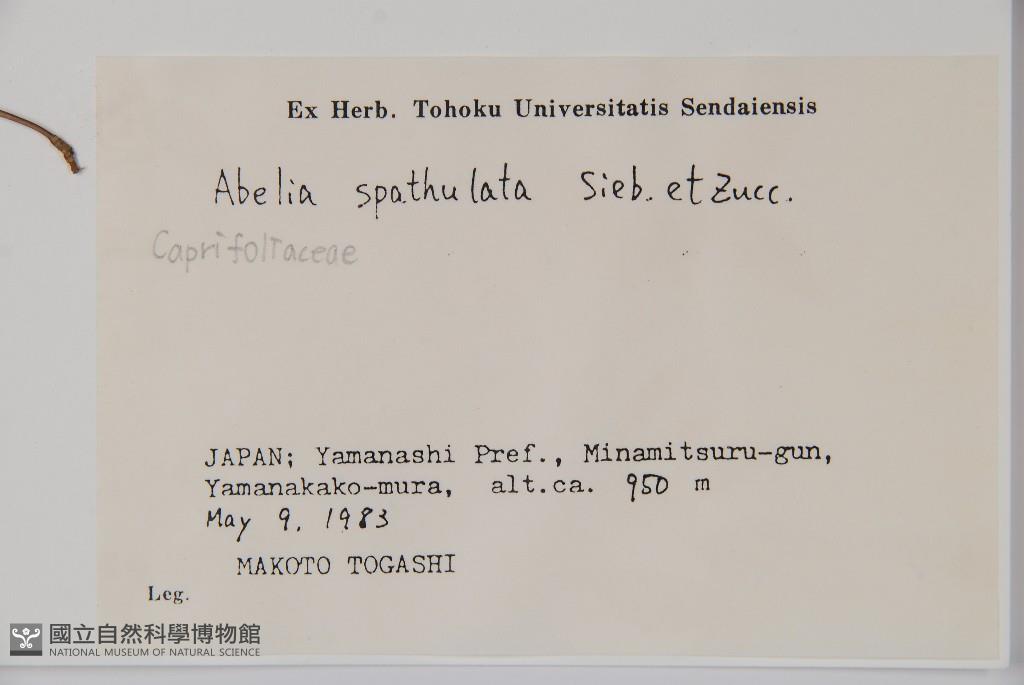 Ex Herb. Tohoku Universitatis Sendaiensis
Abelia spathulata Sieb. et Zucc.
Caprifoliaceae
JAPAN; Yamanashi Pref., Minamitsuru-gun,
Yamanakako-mura, alt.ca. 950 m
May 9, 1983
MAKOTO TOGASHI
Leg.
國立自然科學博物館
NATIONAL MUSEUM OF NATURAL SCIENCE